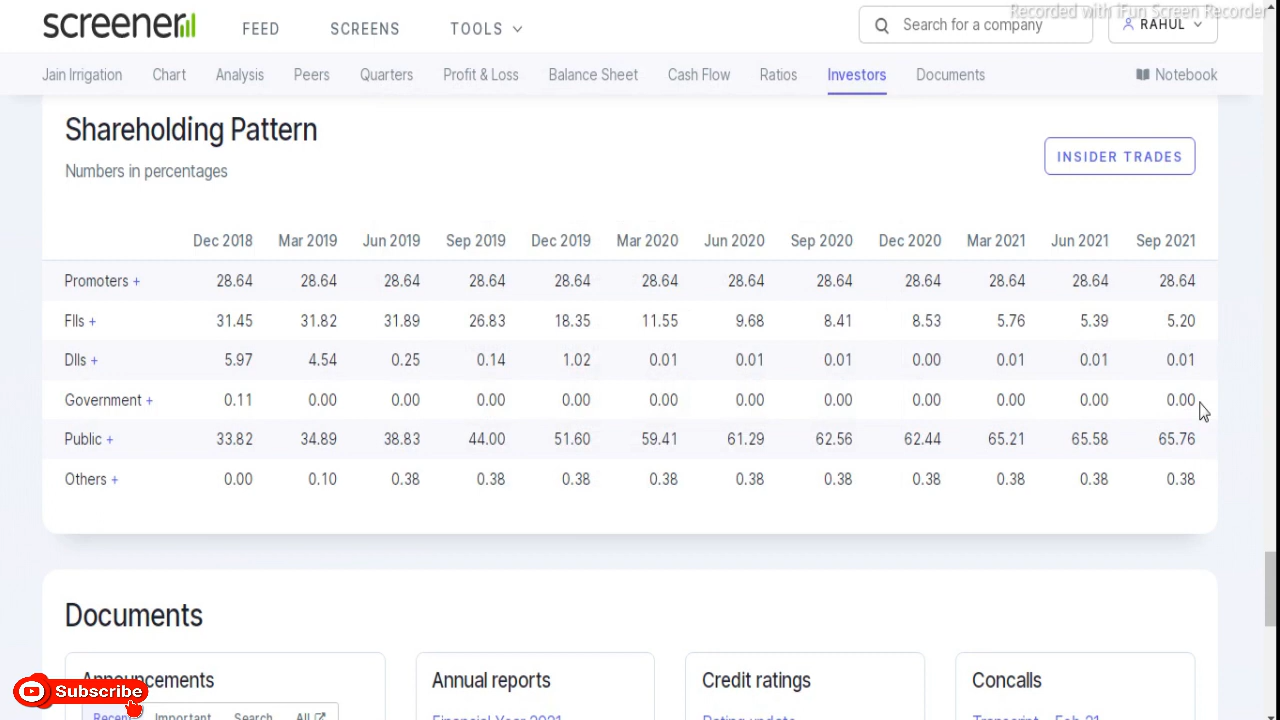 Recorded with iFun Screen Recorder
screener FEED SCREENS TOOLS Search for a company RAHUL
Jain Irrigation Chart Analysis Peers Quarters Profit & Loss Balance Sheet Cash Flow Ratios Investors Documents Notebook
Shareholding Pattern
INSIDER TRADES
Numbers in percentages
Dec 2018 Mar 2019 Jun 2019 Sep 2019 Dec 2019 Mar 2020 Jun 2020 Sep 2020 Dec 2020 Mar 2021 Jun 2021 Sep 2021
Promoters + 28.64 28.64 28.64 28.64 28.64 28.64 28.64 28.64 28.64 28.64 28.64 28.64
FIIs + 31.45 31.82 31.89 26.83 18.35 11.55 9.68 8.41 8.53 5.76 5.39 5.20
DIIs + 5.97 4.54 0.25 0.14 1.02 0.01 0.01 0.01 0.00 0.01 0.01 0.01
Government + 0.11 0.00 0.00 0.00 0.00 0.00 0.00 0.00 0.00 0.00 0.00 0.00
Public + 33.82 34.89 38.83 44.00 51.60 59.41 61.29 62.56 62.44 65.21 65.58 65.76
Others + 0.00 0.10 0.38 0.38 0.38 0.38 0.38 0.38 0.38 0.38 0.38 0.38
Documents
Announcements Annual reports Credit ratings Concalls
Subscribe
Recent Important Search All Financial Year 2021 Rating update Transcript - Feb 21